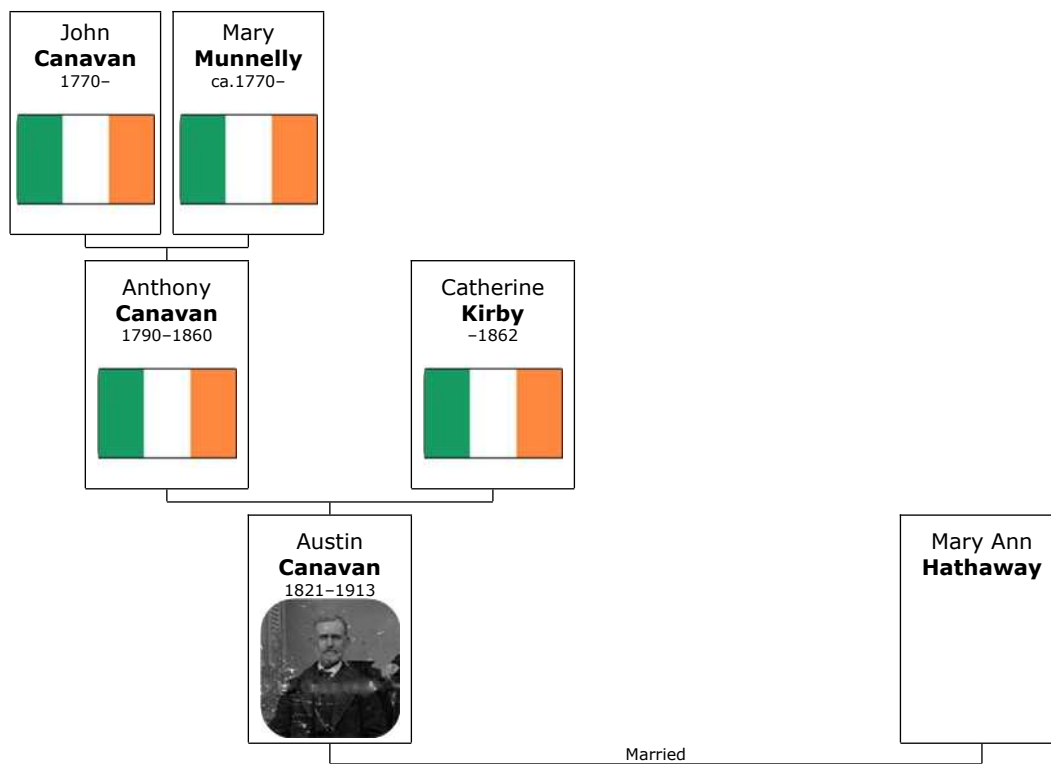 John
Canavan
1770–
Mary
Munnelly
ca.1770–
Anthony
Canavan
1790–1860
Catherine
Kirby
–1862
Austin
Canavan
1821–1913
Mary Ann
Hathaway
Married